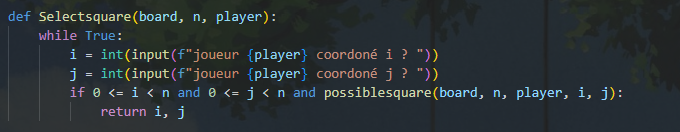 def Selectsquare(board, n, player):
    while True:
        i = int(input(f"joueur {player} coordoné i ? "))
        j = int(input(f"joueur {player} coordoné j ? "))
        if 0 <= i < n and 0 <= j < n and possiblesquare(board, n, player, i, j):
            return i, j